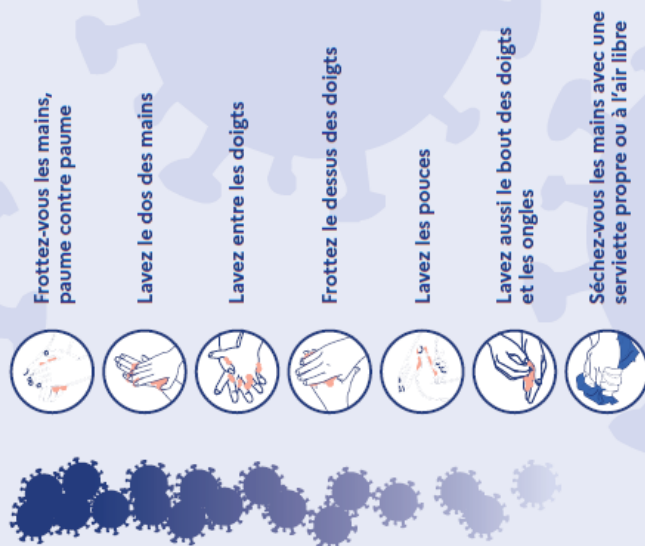 Frottez-vous les mains,
paume contre paume
Lavez le dos des mains
Lavez entre les doigts
Frottez le dessus des doigts
Lavez les pouces
Lavez aussi le bout des doigts
et les ongles
Séchez-vous les mains avec une
serviette propre ou à l'air libre